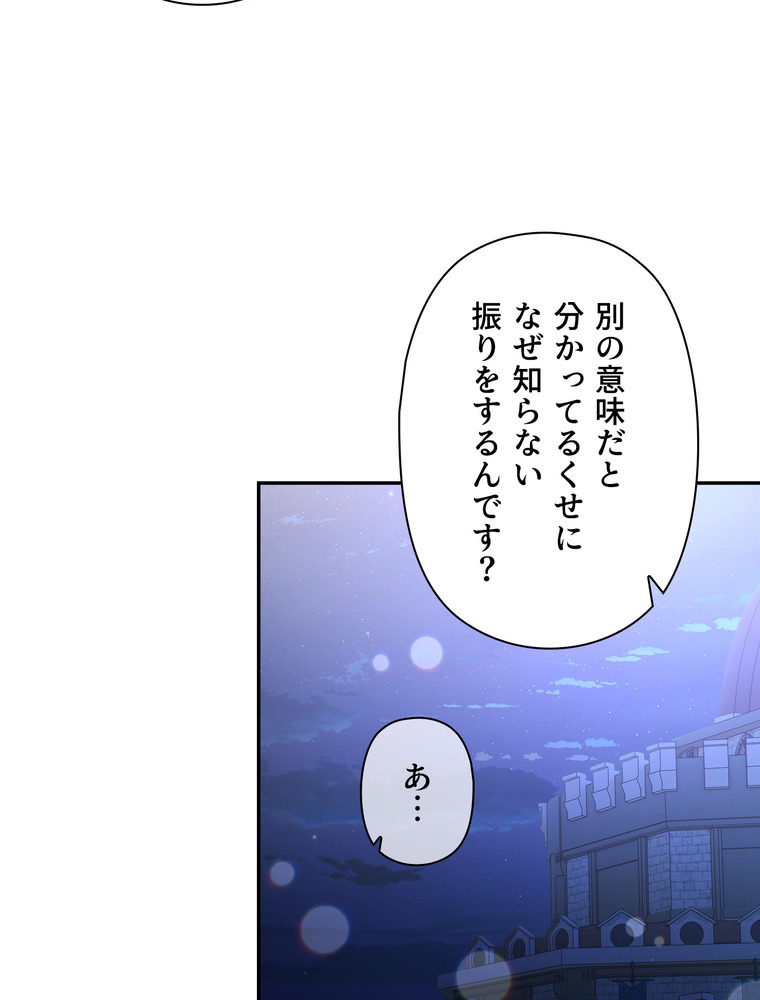 別の意味だと
分かってるくせに
なぜ知らない
振りをするんです？
あ…